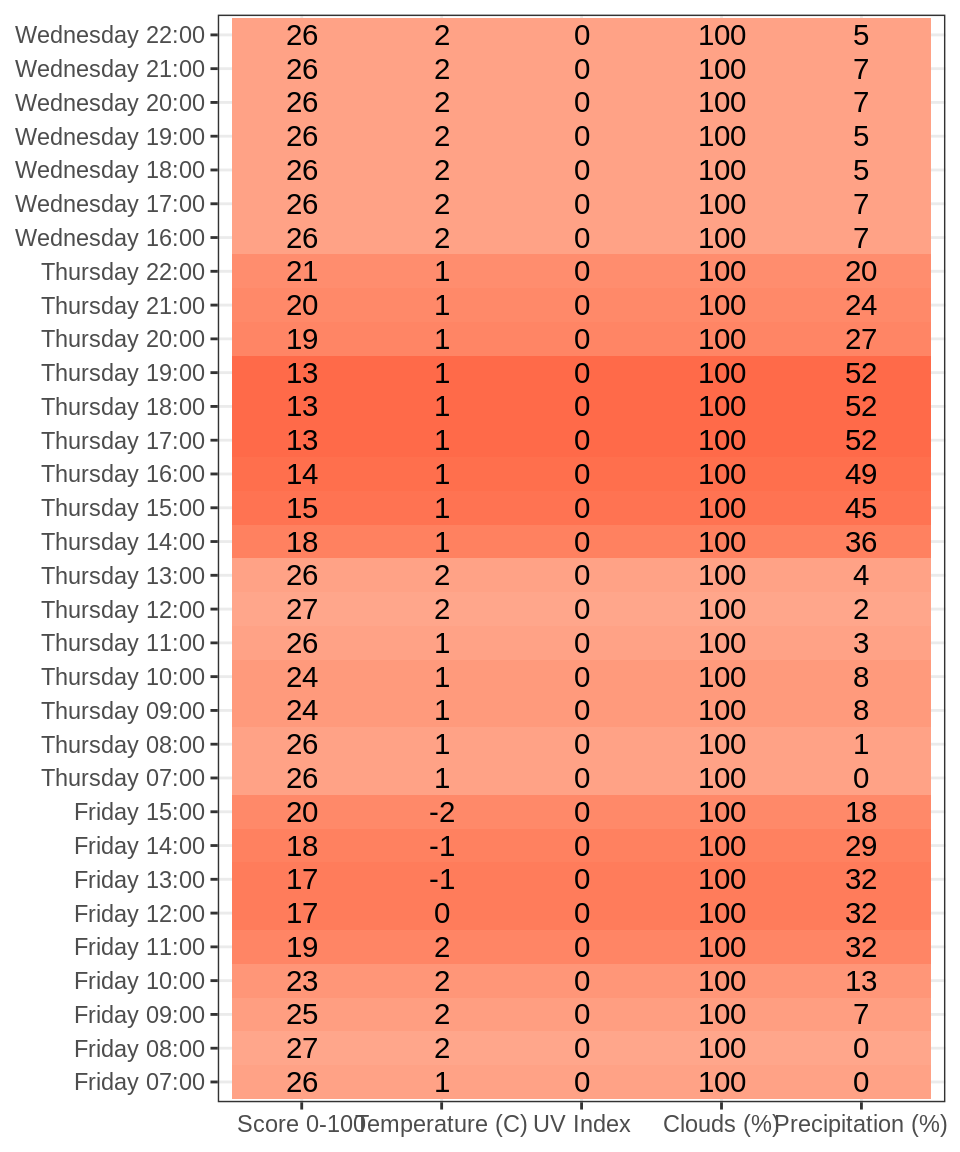 Wednesday 22:00 26 2 0 100 5
Wednesday 21:00 26 2 0 100 7
Wednesday 20:00 26 2 0 100 7
Wednesday 19:00 26 2 0 100 5
Wednesday 18:00 26 2 0 100 5
Wednesday 17:00 26 2 0 100 7
Wednesday 16:00 26 2 0 100 7
Thursday 22:00 21 1 0 100 20
Thursday 21:00 20 1 0 100 24
Thursday 20:00 19 1 0 100 27
Thursday 19:00 13 1 0 100 52
Thursday 18:00 13 1 0 100 52
Thursday 17:00 13 1 0 100 52
Thursday 16:00 14 1 0 100 49
Thursday 15:00 15 1 0 100 45
Thursday 14:00 18 1 0 100 36
Thursday 13:00 26 2 0 100 4
Thursday 12:00 27 2 0 100 2
Thursday 11:00 26 1 0 100 3
Thursday 10:00 24 1 0 100 8
Thursday 09:00 24 1 0 100 8
Thursday 08:00 26 1 0 100 1
Thursday 07:00 26 1 0 100 0
Friday 15:00 20 -2 0 100 18
Friday 14:00 18 -1 0 100 29
Friday 13:00 17 -1 0 100 32
Friday 12:00 17 0 0 100 32
Friday 11:00 19 2 0 100 32
Friday 10:00 23 2 0 100 13
Friday 09:00 25 2 0 100 7
Friday 08:00 27 2 0 100 0
Friday 07:00 26 1 0 100 0
Score 0-100 Temperature (C) UV Index Clouds (%) Precipitation (%)